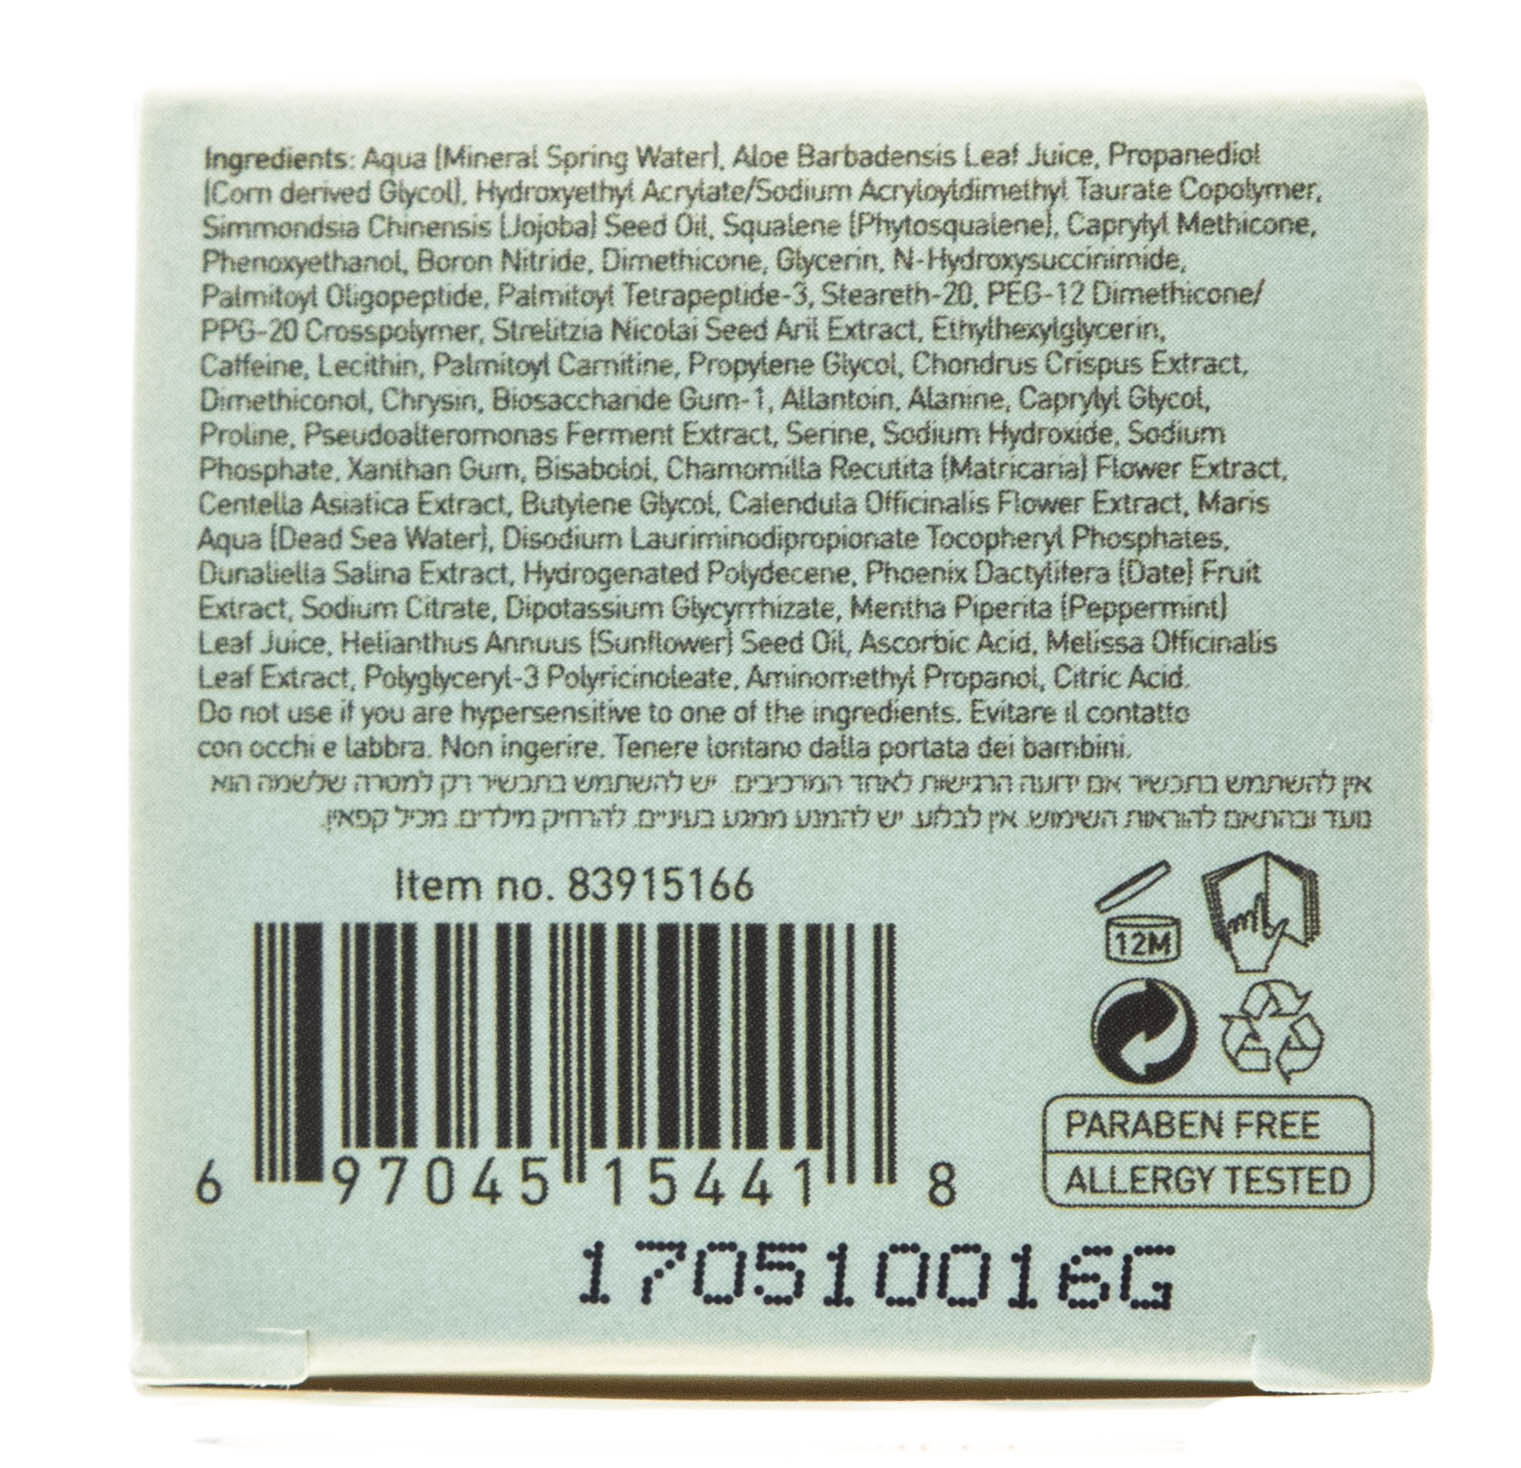 Ingredients: Aqua (Mineral Spring Water), Aloe Barbadensis Leaf Juice, Propanediol
(Corn derived Glycol), Hydroxyethyl Acrylate/Sodium Acryloyldimethyl Taurate Copolymer,
Simmondsia Chinensis (Jojoba) Seed Oil, Squalene (Phytosqualene), Caprylyl Methicone,
Phenoxyethanol, Boron Nitride, Dimethicone, Glycerin, N-Hydroxysuccinimide,
Palmitoyl Oligopeptide, Palmitoyl Tetrapeptide-3, Steareth-20, PEG-12 Dimethicone/
PPG-20 Crosspolymer, Strelitzia Nicolai Seed Aril Extract, Ethylhexylglycerin,
Caffeine, Lecithin, Palmitoyl Carnitine, Propylene Glycol, Chondrus Crispus Extract,
Dimethiconol, Chrysin, Biosaccharide Gum-1, Allantoin, Alanine, Caprylyl Glycol,
Proline, Pseudoalteromonas Ferment Extract, Serine, Sodium Hydroxide, Sodium
Phosphate, Xanthan Gum, Bisabolol, Chamomilla Recutita (Matricaria) Flower Extract,
Centella Asiatica Extract, Butylene Glycol, Calendula Officinalis Flower Extract, Maris
Aqua (Dead Sea Water), Disodium Lauriminodipropionate Tocopheryl Phosphates,
Dunaliella Salina Extract, Hydrogenated Polydecene, Phoenix Dactylifera (Date) Fruit
Extract, Sodium Citrate, Dipotassium Glycyrrhizate, Mentha Piperita (Peppermint)
Leaf Juice, Helianthus Annuus (Sunflower) Seed Oil, Ascorbic Acid, Melissa Officinalis
Leaf Extract, Polyglyceryl-3 Polyricinoleate, Aminomethyl Propanol, Citric Acid.
Do not use if you are hypersensitive to one of the ingredients. Evitare il contatto
con occhi e labbra. Non ingerire. Tenere lontano dalla portata dei bambini.
אין להשתמש בתכשיר אם ידועה הרגישות לאחד המרכיבים. יש להשתמש בתכשיר רק למטרה שלשמה הוא
נועד ובהתאם להוראות השימוש. אין לבלוע. יש להמנע ממגע בעיניים. להרחיק מילדים. מכיל קפאין.
Item no. 83915166
12M
PARABEN FREE
ALLERGY TESTED
6 97045 15441 8
170510016G